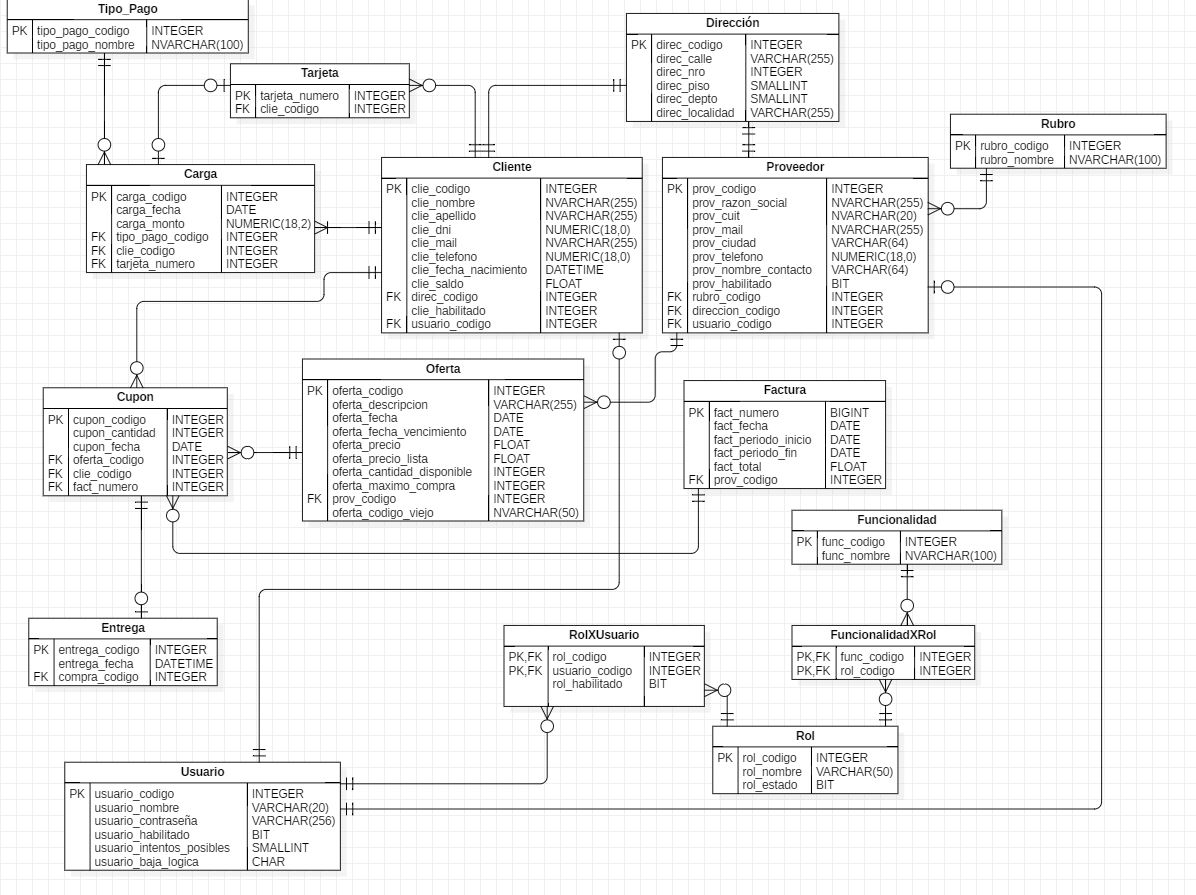 Tipo_Pago
PK tipo_pago_codigo INTEGER
tipo_pago_nombre NVARCHAR(100)
Tarjeta
PK tarjeta_numero INTEGER
FK clie_codigo INTEGER
Dirección
PK direc_codigo INTEGER
direc_calle VARCHAR(255)
direc_nro INTEGER
direc_piso SMALLINT
direc_depto SMALLINT
direc_localidad VARCHAR(255)
Rubro
PK rubro_codigo INTEGER
rubro_nombre NVARCHAR(100)
Carga
PK carga_codigo INTEGER
carga_fecha DATE
carga_monto NUMERIC(18,2)
FK tipo_pago_codigo INTEGER
FK clie_codigo INTEGER
FK tarjeta_numero INTEGER
Cliente
PK clie_codigo INTEGER
clie_nombre NVARCHAR(255)
clie_apellido NVARCHAR(255)
clie_dni NUMERIC(18,0)
clie_mail NVARCHAR(255)
clie_telefono NUMERIC(18,0)
clie_fecha_nacimiento DATETIME
clie_saldo FLOAT
FK direc_codigo INTEGER
clie_habilitado INTEGER
FK usuario_codigo INTEGER
Proveedor
PK prov_codigo INTEGER
prov_razon_social NVARCHAR(255)
prov_cuit NVARCHAR(20)
prov_mail NVARCHAR(255)
prov_ciudad VARCHAR(64)
prov_telefono NUMERIC(18,0)
prov_nombre_contacto VARCHAR(64)
prov_habilitado BIT
FK rubro_codigo INTEGER
FK direccion_codigo INTEGER
FK usuario_codigo INTEGER
Cupon
PK cupon_codigo INTEGER
cupon_cantidad INTEGER
cupon_fecha DATE
FK oferta_codigo INTEGER
FK clie_codigo INTEGER
FK fact_numero INTEGER
Oferta
PK oferta_codigo INTEGER
oferta_descripcion VARCHAR(255)
oferta_fecha DATE
oferta_fecha_vencimiento DATE
oferta_precio FLOAT
oferta_precio_lista FLOAT
oferta_cantidad_disponible INTEGER
oferta_maximo_compra INTEGER
FK prov_codigo INTEGER
oferta_codigo_viejo NVARCHAR(50)
Factura
PK fact_numero BIGINT
fact_fecha DATE
fact_periodo_inicio DATE
fact_periodo_fin DATE
fact_total FLOAT
FK prov_codigo INTEGER
Funcionalidad
PK func_codigo INTEGER
func_nombre NVARCHAR(100)
Entrega
PK entrega_codigo INTEGER
entrega_fecha DATETIME
FK compra_codigo INTEGER
RolXUsuario
PK,FK rol_codigo INTEGER
PK,FK usuario_codigo INTEGER
rol_habilitado BIT
FuncionalidadXRol
PK,FK func_codigo INTEGER
PK,FK rol_codigo INTEGER
Rol
PK rol_codigo INTEGER
rol_nombre VARCHAR(50)
rol_estado BIT
Usuario
PK usuario_codigo INTEGER
usuario_nombre VARCHAR(20)
usuario_contraseña VARCHAR(256)
usuario_habilitado BIT
usuario_intentos_posibles SMALLINT
usuario_baja_logica CHAR